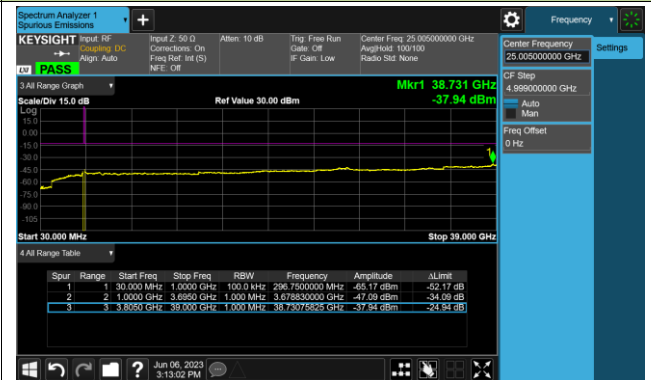 Spectrum Analyzer 1
Spurious Emissions
Frequency
KEYSIGHT
Input: RF
Coupling: DC
Align: Auto
Input Z: 50 Ω
Corrections: On
Freq Ref: Int (S)
NFE: Off
Atten: 10 dB
Trig: Free Run
Gate: Off
IF Gain: Low
Center Freq: 25.005000000 GHz
Avg|Hold: 100/100
Radio Std: None
PASS
Center Frequency
25.005000000 GHz
Settings
CF Step
4.999000000 GHz
Auto
Man
Freq Offset
0 Hz
3 All Range Graph
Mkr1 38.731 GHz
Scale/Div 15.0 dB
Ref Value 30.00 dBm
-37.94 dBm
Log
15.0
0.00
-15.0
-30.0
-45.0
-60.0
-75.0
-90.0
-105
1
Start 30.000 MHz
Stop 39.000 GHz
4 All Range Table
Spur Range Start Freq Stop Freq RBW Frequency Amplitude ΔLimit
1 1 30.000 MHz 1.0000 GHz 100.0 kHz 296.7500000 MHz -65.17 dBm -52.17 dB
2 2 1.0000 GHz 3.6950 GHz 1.000 MHz 3.678830000 GHz -47.09 dBm -34.09 dB
3 3 3.8050 GHz 39.000 GHz 1.000 MHz 38.73075825 GHz -37.94 dBm -24.94 dB
?
Jun 06, 2023
3:13:02 PM